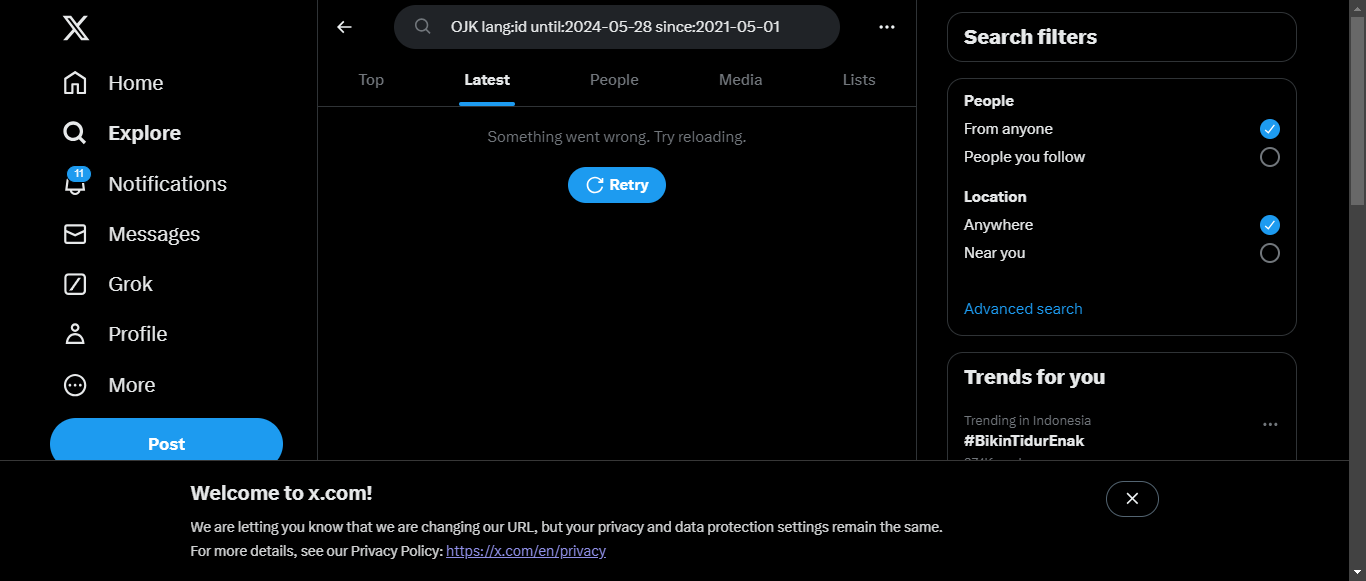 Home
Explore
11
Notifications
Messages
Grok
Profile
More
Post
OJK lang:id until:2024-05-28 since:2021-05-01
Top Latest People Media Lists
Something went wrong. Try reloading.
Retry
Search filters
People
From anyone
People you follow
Location
Anywhere
Near you
Advanced search
Trends for you
Trending in Indonesia
#BikinTidurEnak
Welcome to x.com!
We are letting you know that we are changing our URL, but your privacy and data protection settings remain the same.
For more details, see our Privacy Policy: https://x.com/en/privacy